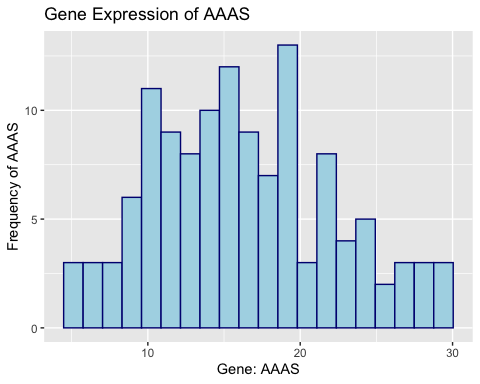 Gene Expression of AAAS
Frequency of AAAS
10
5
0
10 20 30
Gene: AAAS